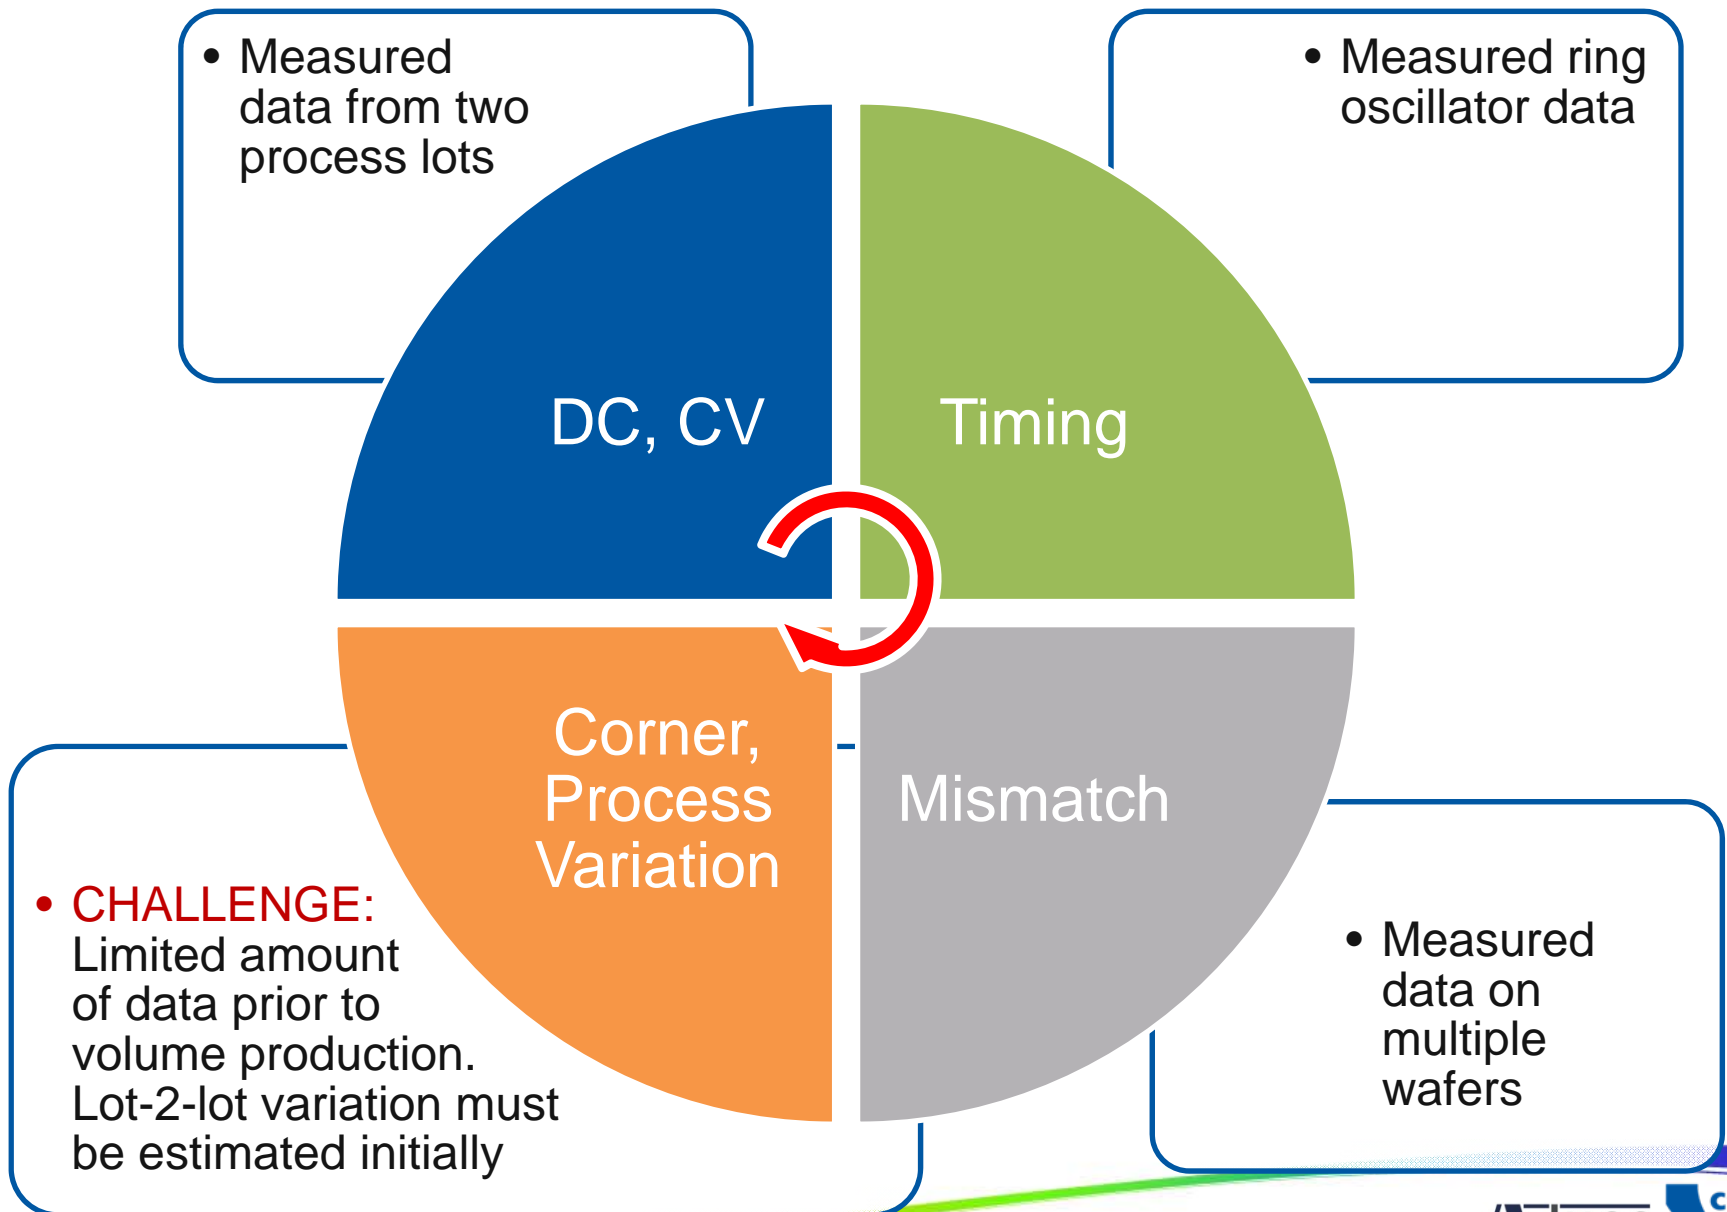 • Measured
data from two
process lots
• Measured ring
oscillator data
DC, CV
Timing
Corner,
Process
Variation
Mismatch
• CHALLENGE:
Limited amount
of data prior to
volume production.
Lot-2-lot variation must
be estimated initially
• Measured
data on
multiple
wafers